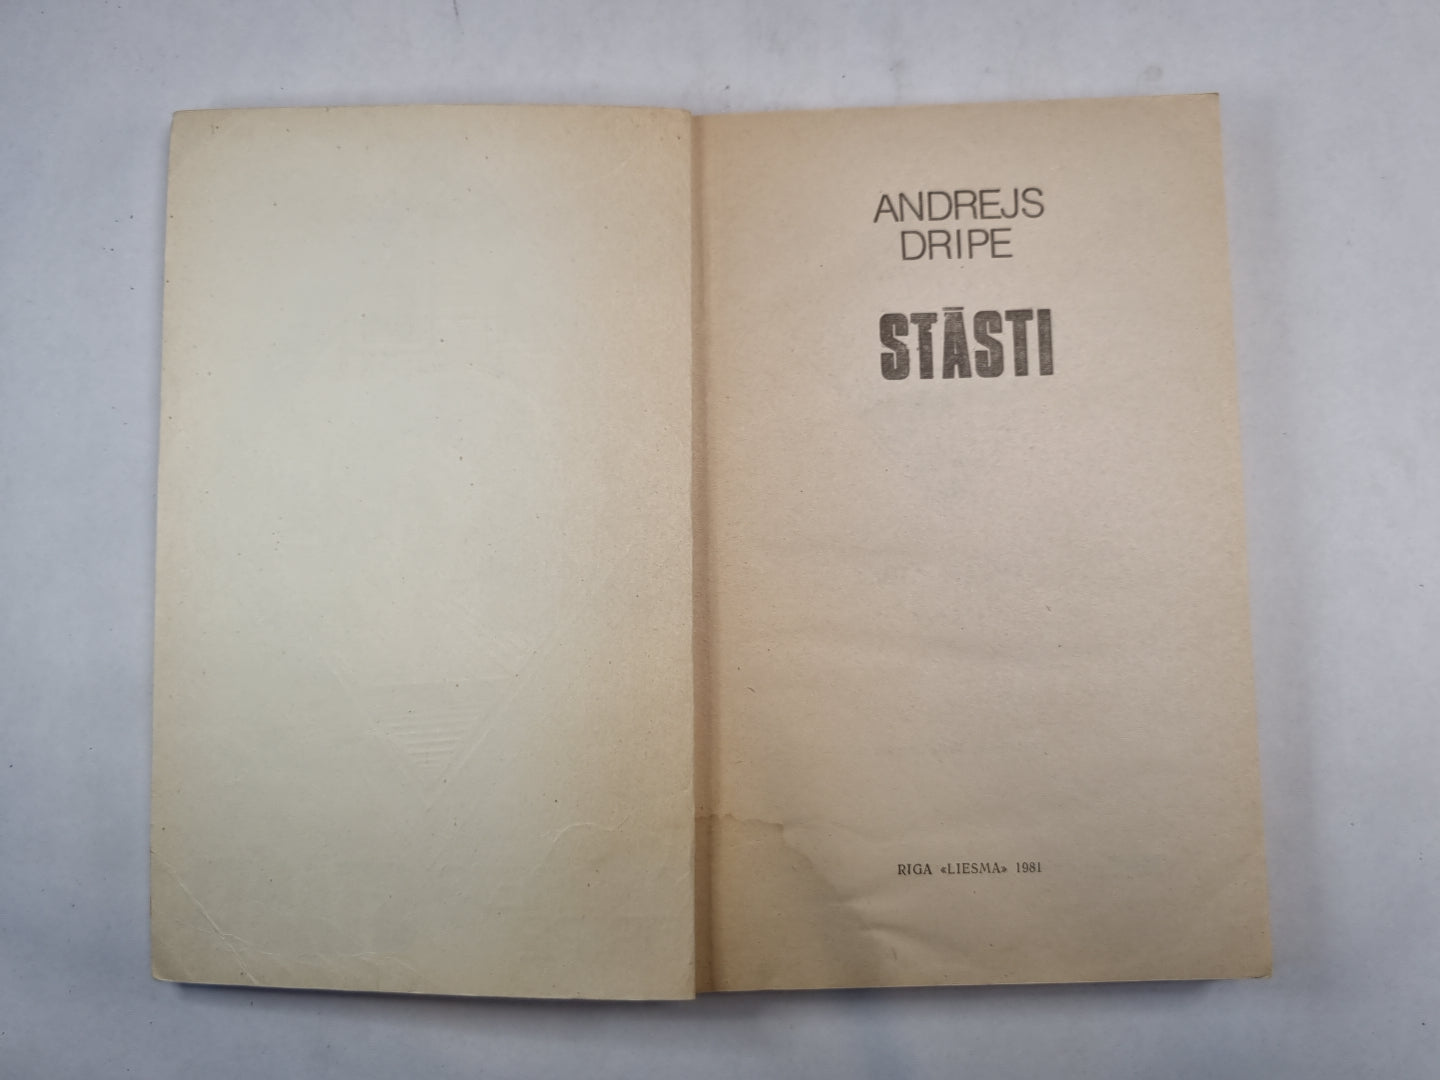 ANDREJS
DRIPE
STĀSTI
RIGA «LIESMA» 1981